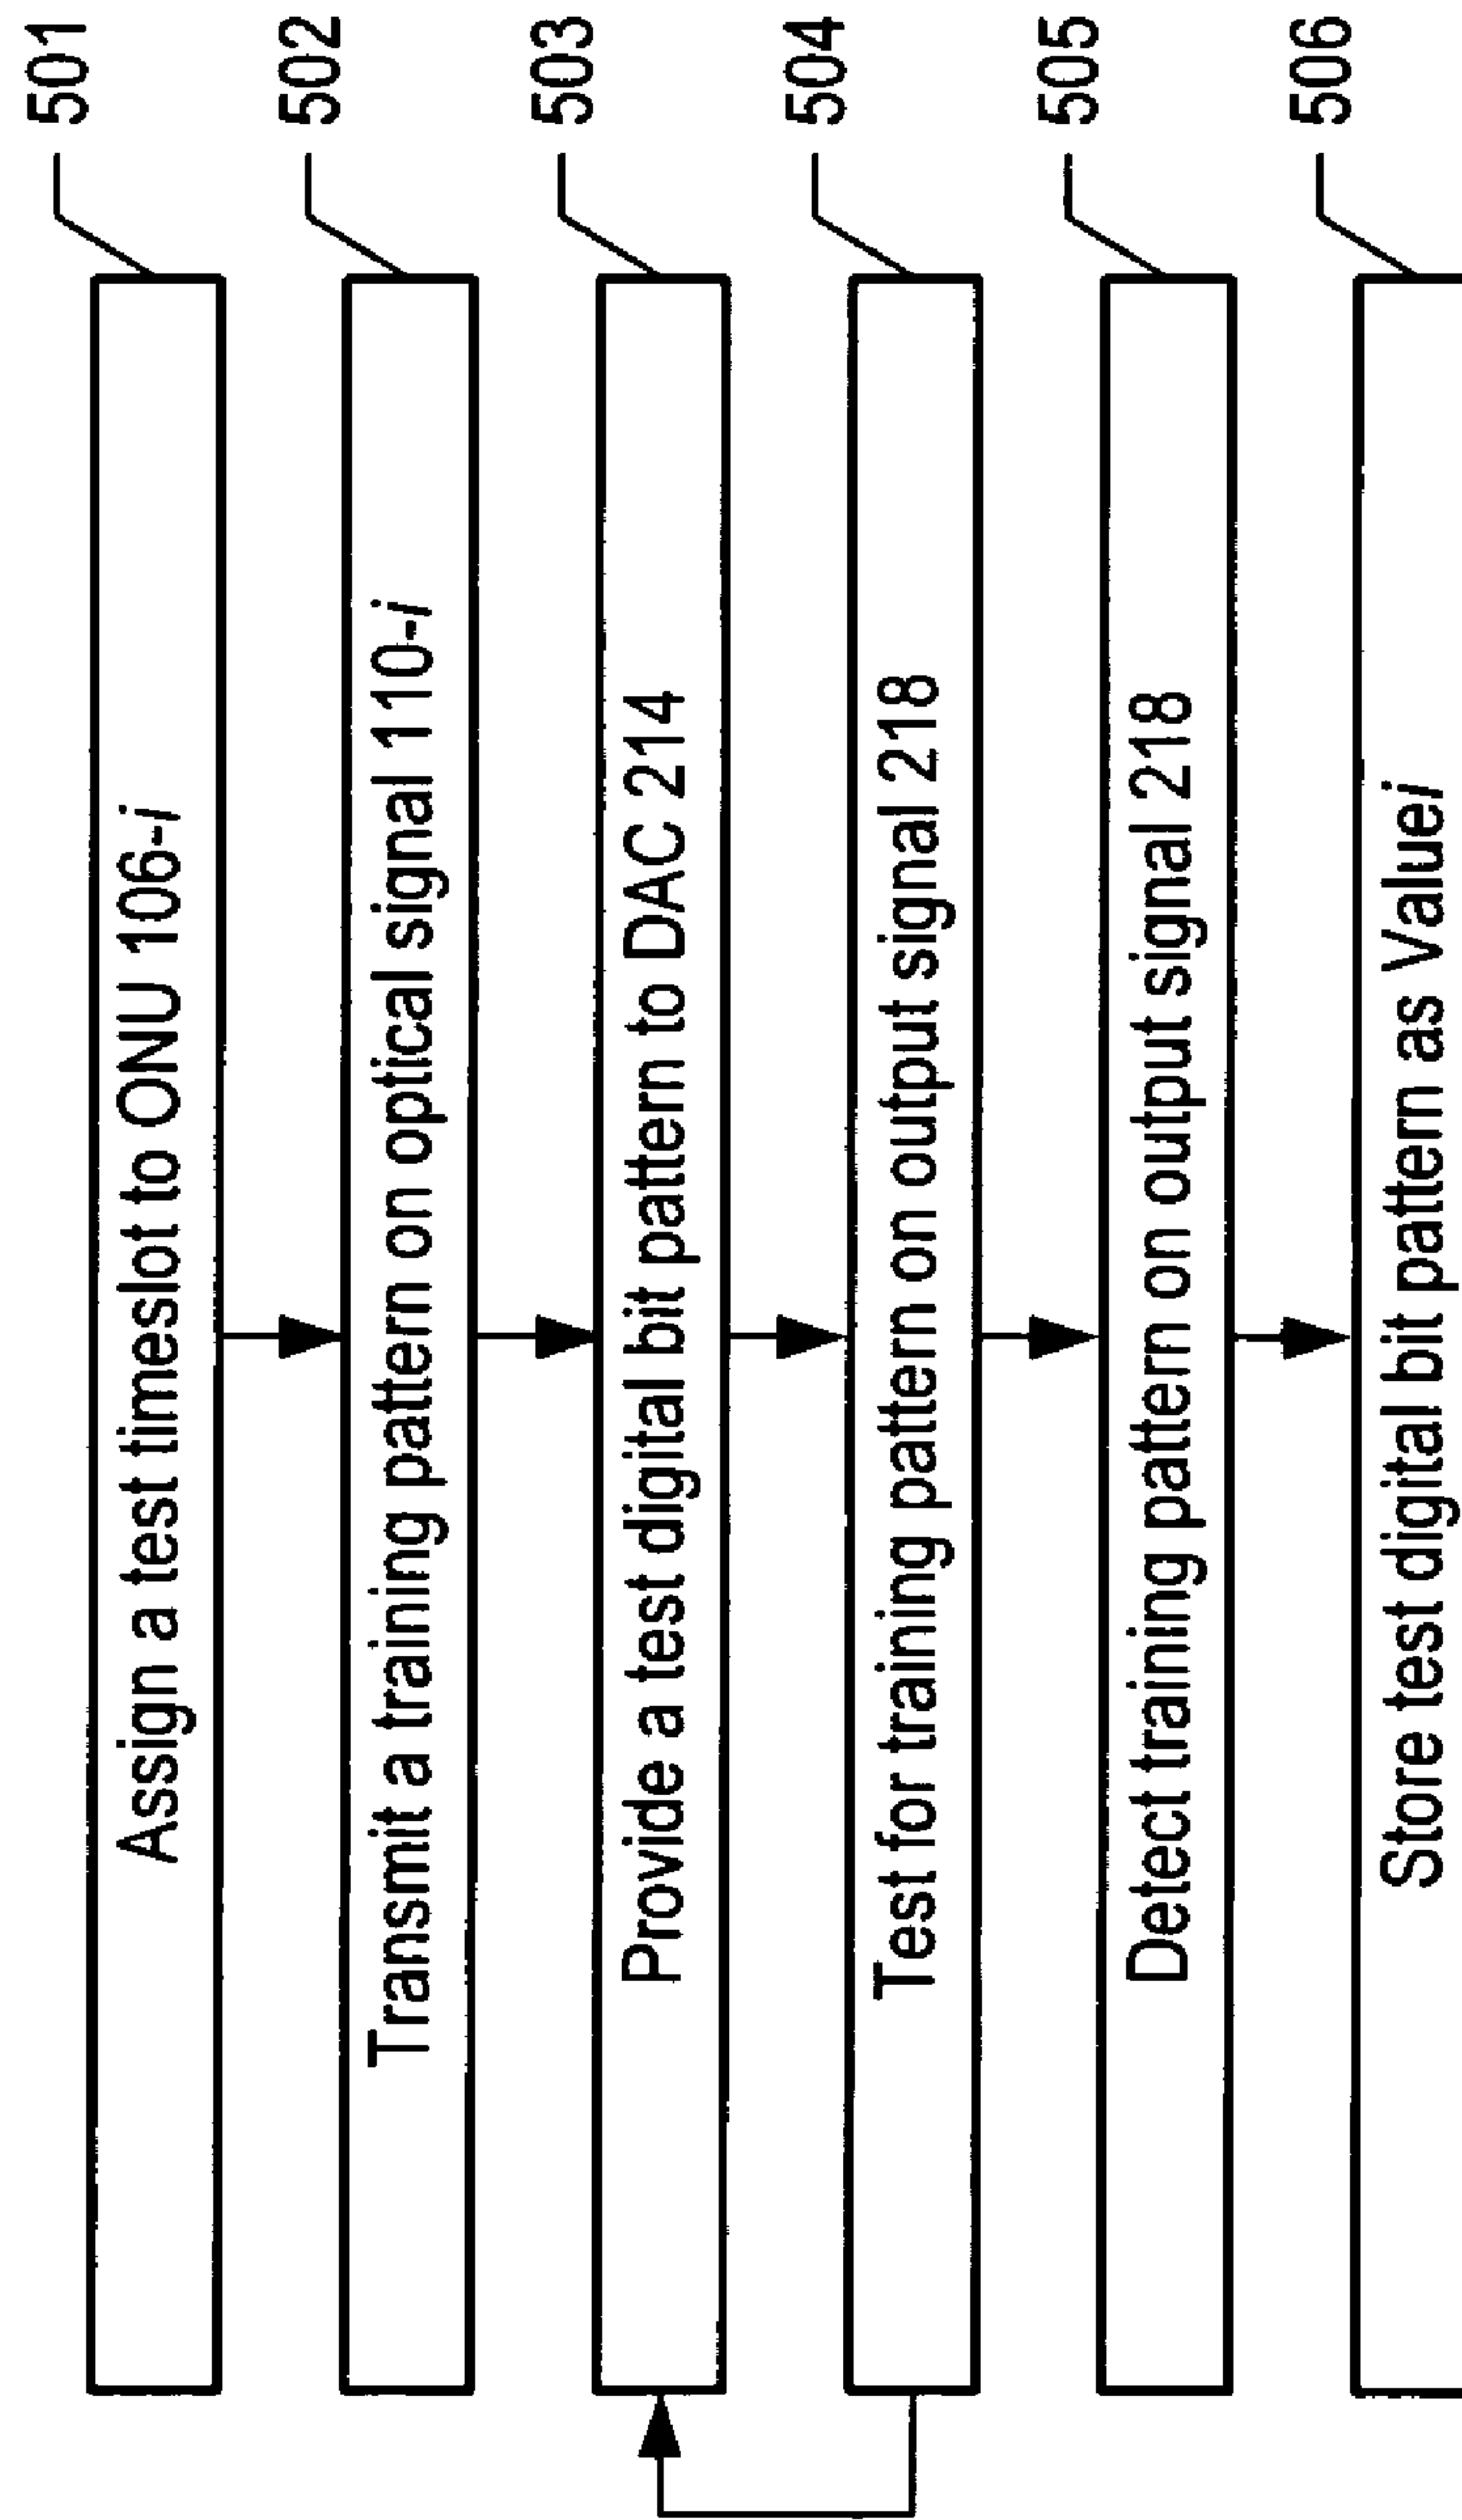 501
Assign a test timeslot to ONU 106-i
502
Transmit a training pattern on optical signal 110-i
503
Provide a test digital bit pattern to DAC 214
504
Test for training pattern on output signal 218
505
Detect training pattern on output signal 218
506
Store test digital bit pattern as Valuei